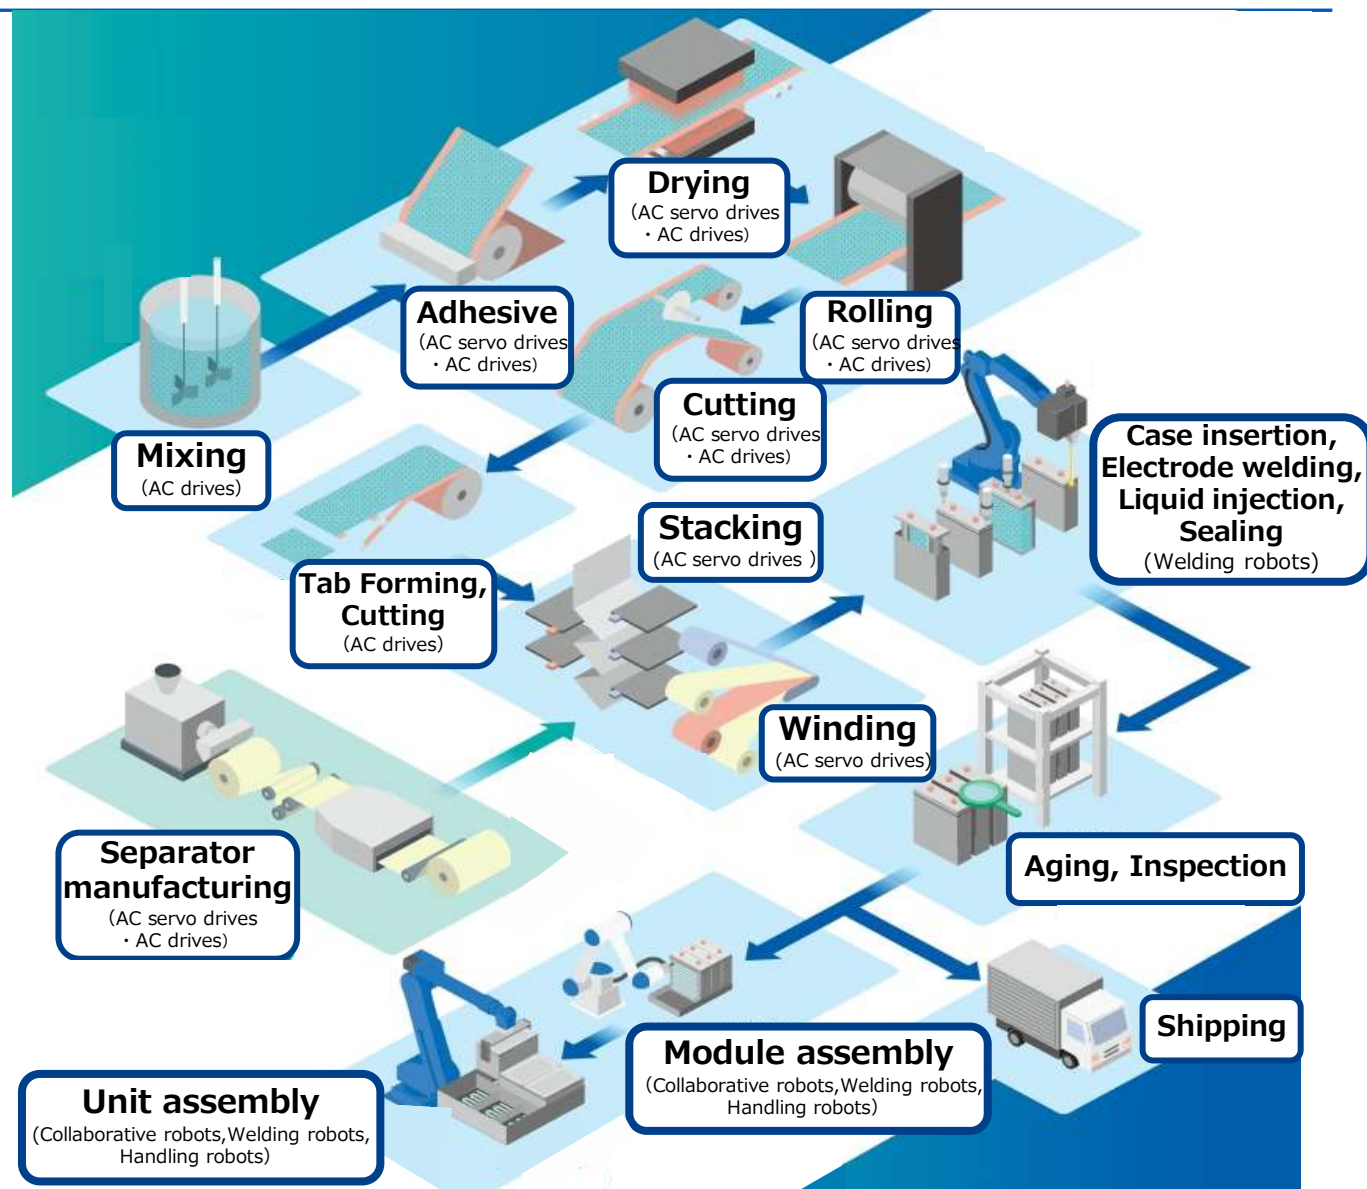 Drying
(AC servo drives
・AC drives)
Adhesive
(AC servo drives
・AC drives)
Rolling
(AC servo drives
・AC drives)
Cutting
(AC servo drives
・AC drives)
Mixing
(AC drives)
Case insertion,
Electrode welding,
Liquid injection,
Sealing
(Welding robots)
Stacking
(AC servo drives )
Tab Forming,
Cutting
(AC drives)
Winding
(AC servo drives)
Separator
manufacturing
(AC servo drives
・AC drives)
Aging, Inspection
Shipping
Module assembly
(Collaborative robots,Welding robots,
Handling robots)
Unit assembly
(Collaborative robots,Welding robots,
Handling robots)